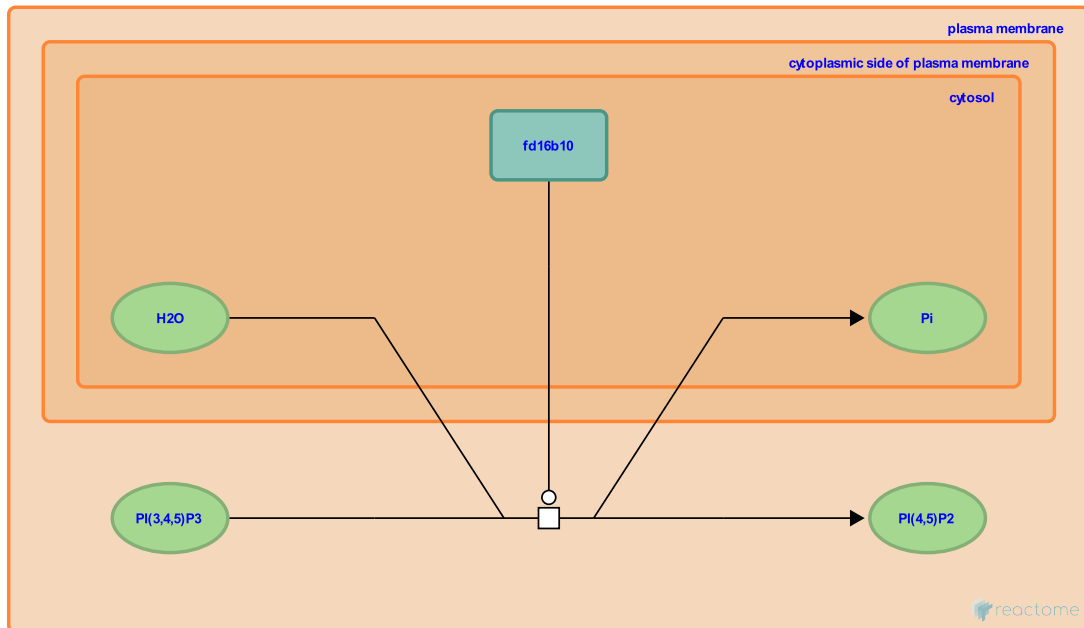 plasma membrane
cytoplasmic side of plasma membrane
cytosol
fd16b10
H2O
Pi
PI(3,4,5)P3
PI(4,5)P2
reactome